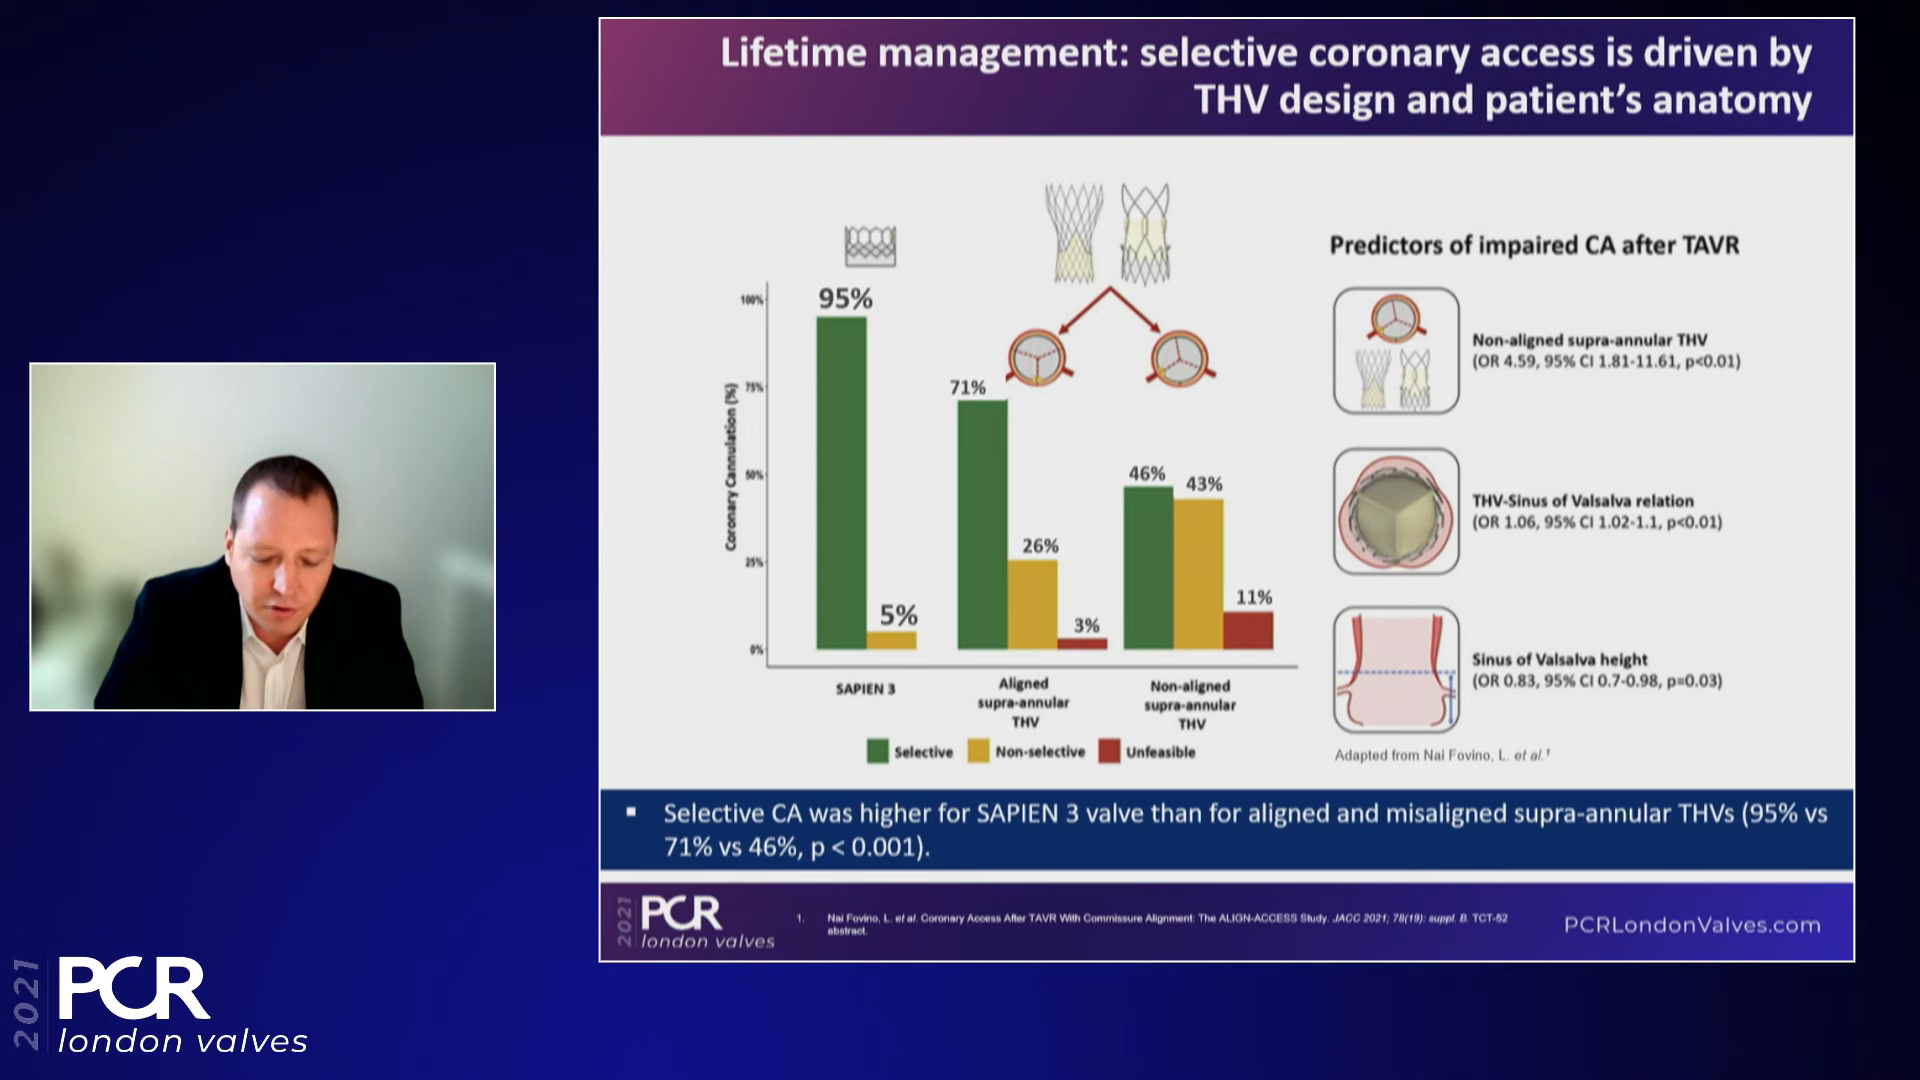 Lifetime management: selective coronary access is driven by
THV design and patient's anatomy
Predictors of impaired CA after TAVR
Coronary Cannulation (%)
100%
75%
50%
25%
0%
95%
5%
71%
26%
3%
46%
43%
11%
SAPIEN 3
Aligned
supra-annular
THV
Non-aligned
supra-annular
THV
Selective
Non-selective
Unfeasible
Non-aligned supra-annular THV
(OR 4.59, 95% CI 1.81-11.61, p<0.01)
THV-Sinus of Valsalva relation
(OR 1.06, 95% CI 1.02-1.1, p<0.01)
Sinus of Valsalva height
(OR 0.83, 95% CI 0.7-0.98, p=0.03)
Adapted from Nai Fovino, L. et al.¹
▪ Selective CA was higher for SAPIEN 3 valve than for aligned and misaligned supra-annular THVs (95% vs
71% vs 46%, p < 0.001).
2021
PCR
london valves
1. Nai Fovino, L. et al. Coronary Access After TAVR With Commissure Alignment: The ALIGN-ACCESS Study. JACC 2021; 78(19): suppl. B. TCT-52
abstract.
PCRLondonValves.com
2021
PCR
london valves